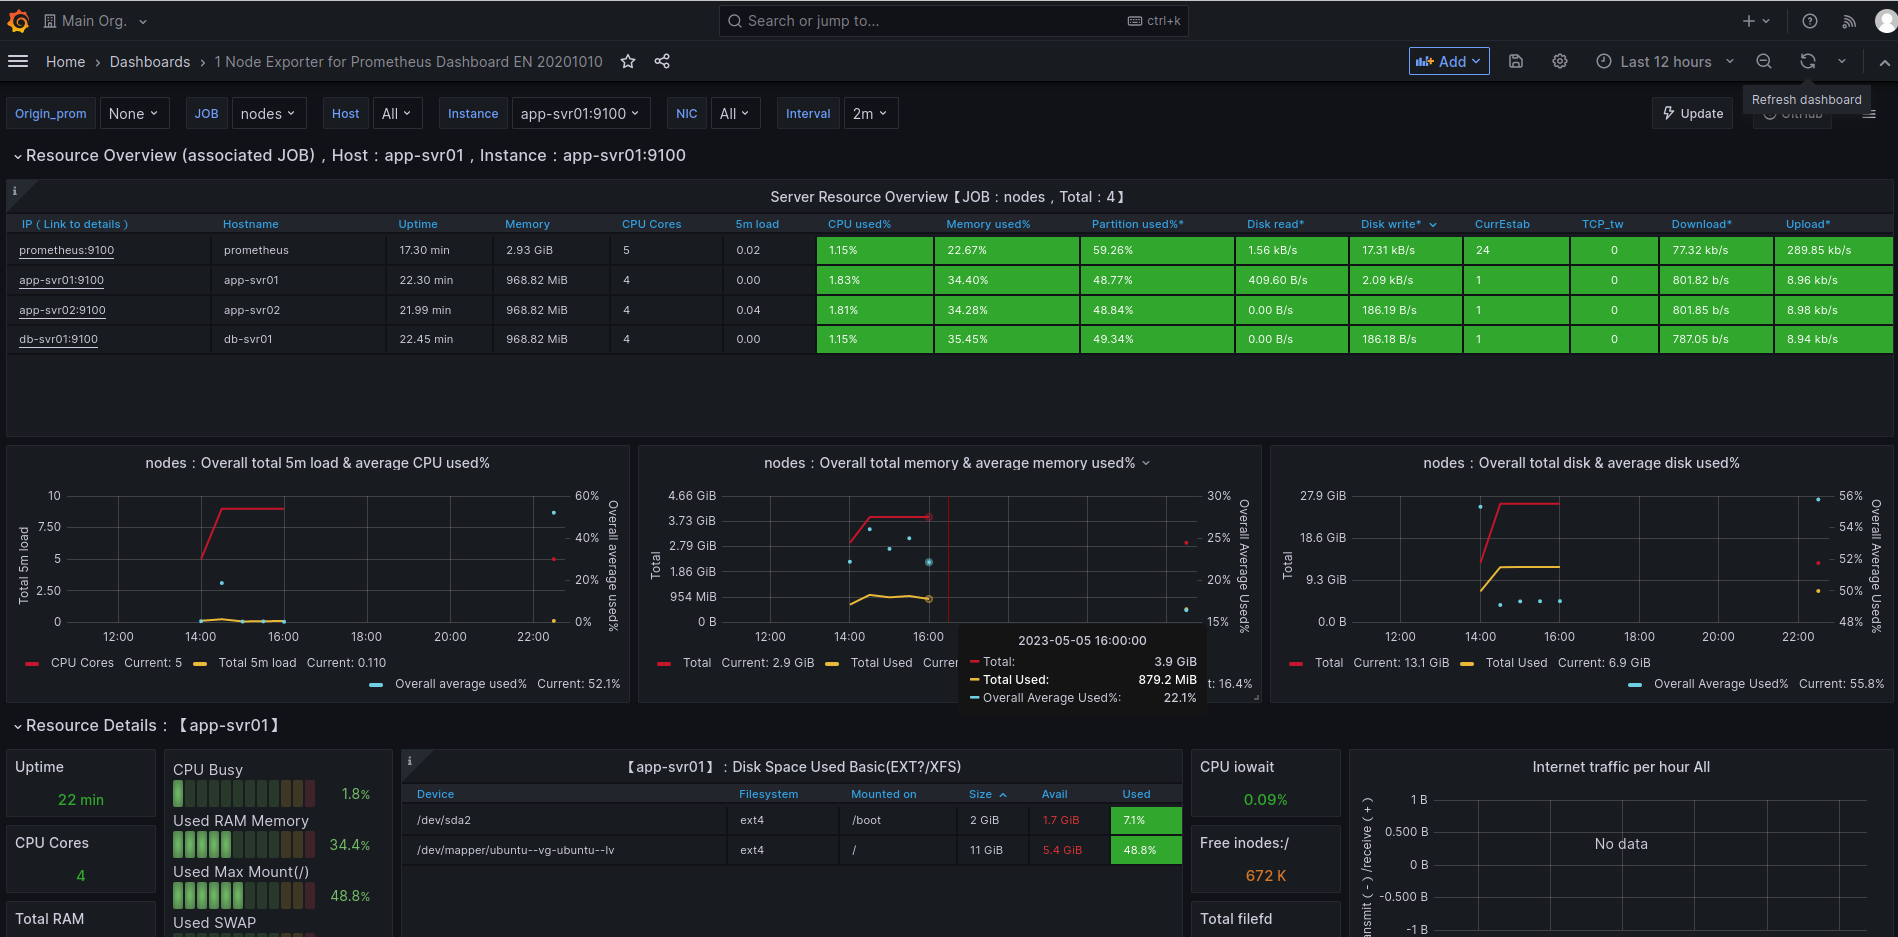 Main Org.
Search or jump to...
ctrl+k
Home › Dashboards › 1 Node Exporter for Prometheus Dashboard EN 20201010
Add
Last 12 hours
Refresh dashboard
Origin_prom None JOB nodes Host All Instance app-svr01:9100 NIC All Interval 2m
Update
Resource Overview (associated JOB) , Host : app-svr01 , Instance : app-svr01:9100
Server Resource Overview【JOB : nodes , Total : 4】
IP ( Link to details ) Hostname Uptime Memory CPU Cores 5m load CPU used% Memory used% Partition used%* Disk read* Disk write* CurrEstab TCP_tw Download* Upload*
prometheus:9100 prometheus 17.30 min 2.93 GiB 5 0.02 1.15% 22.67% 59.26% 1.56 kB/s 17.31 kB/s 24 0 77.32 kb/s 289.85 kb/s
app-svr01:9100 app-svr01 22.30 min 968.82 MiB 4 0.00 1.83% 34.40% 48.77% 409.60 B/s 2.09 kB/s 1 0 801.82 b/s 8.96 kb/s
app-svr02:9100 app-svr02 21.99 min 968.82 MiB 4 0.04 1.81% 34.28% 48.84% 0.00 B/s 186.19 B/s 1 0 801.85 b/s 8.98 kb/s
db-svr01:9100 db-svr01 22.45 min 968.82 MiB 4 0.00 1.15% 35.45% 49.34% 0.00 B/s 186.18 B/s 1 0 787.05 b/s 8.94 kb/s
nodes : Overall total 5m load & average CPU used%
Total 5m load
10
7.50
5
2.50
0
60%
40%
20%
0%
Overall average used%
12:00 14:00 16:00 18:00 20:00 22:00
CPU Cores Current: 5 Total 5m load Current: 0.110
Overall average used% Current: 52.1%
nodes : Overall total memory & average memory used%
Total
4.66 GiB
3.73 GiB
2.79 GiB
1.86 GiB
954 MiB
0 B
30%
25%
20%
15%
Overall Average Used%
12:00 14:00 16:00
Total Current: 2.9 GiB Total Used Curre
t: 16.4%
2023-05-05 16:00:00
Total: 3.9 GiB
Total Used: 879.2 MiB
Overall Average Used%: 22.1%
nodes : Overall total disk & average disk used%
Total
27.9 GiB
18.6 GiB
9.3 GiB
0.0 B
56%
54%
52%
50%
48%
Overall Average Used%
12:00 14:00 16:00 18:00 20:00 22:00
Total Current: 13.1 GiB Total Used Current: 6.9 GiB
Overall Average Used% Current: 55.8%
Resource Details : 【app-svr01】
Uptime
22 min
CPU Cores
4
Total RAM
CPU Busy
1.8%
Used RAM Memory
34.4%
Used Max Mount(/)
48.8%
Used SWAP
【app-svr01】 : Disk Space Used Basic(EXT?/XFS)
Device Filesystem Mounted on Size Avail Used
/dev/sda2 ext4 /boot 2 GiB 1.7 GiB 7.1%
/dev/mapper/ubuntu--vg-ubuntu--lv ext4 / 11 GiB 5.4 GiB 48.8%
CPU iowait
0.09%
Free inodes:/
672 K
Total filefd
Internet traffic per hour All
ansmit ( - ) /receive ( + )
1 B
0.500 B
0 B
-0.500 B
-1 B
No data